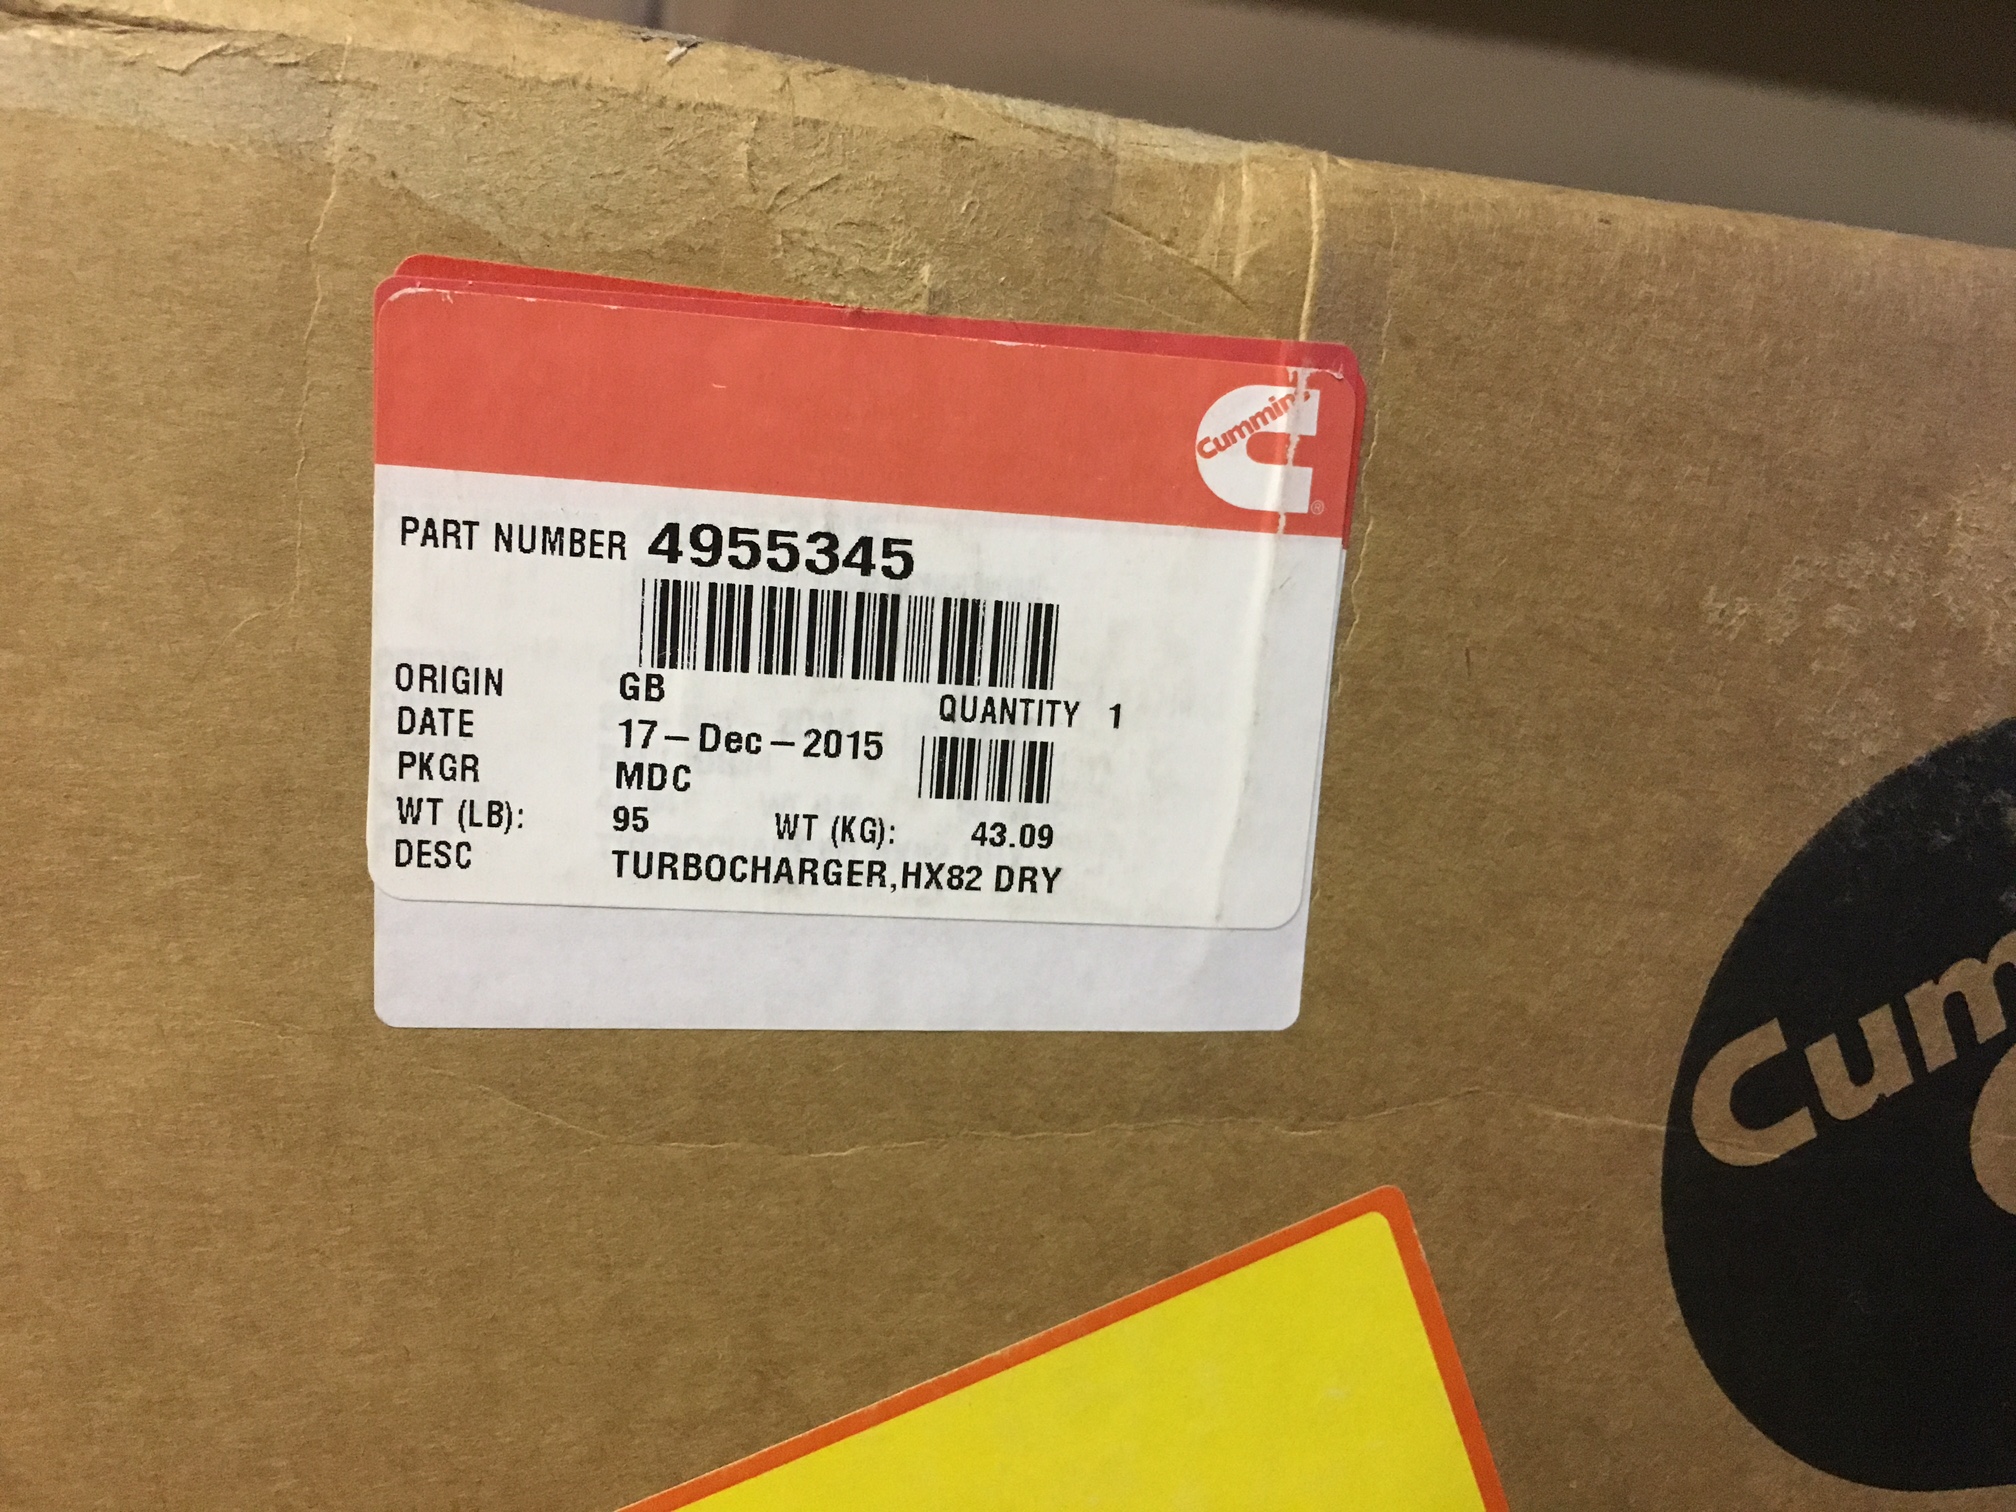 Cummins
®
PART NUMBER 4955345
ORIGIN GB QUANTITY 1
DATE 17-Dec-2015
PKGR MDC
WT (LB): 95 WT (KG): 43.09
DESC TURBOCHARGER,HX82 DRY
Cum